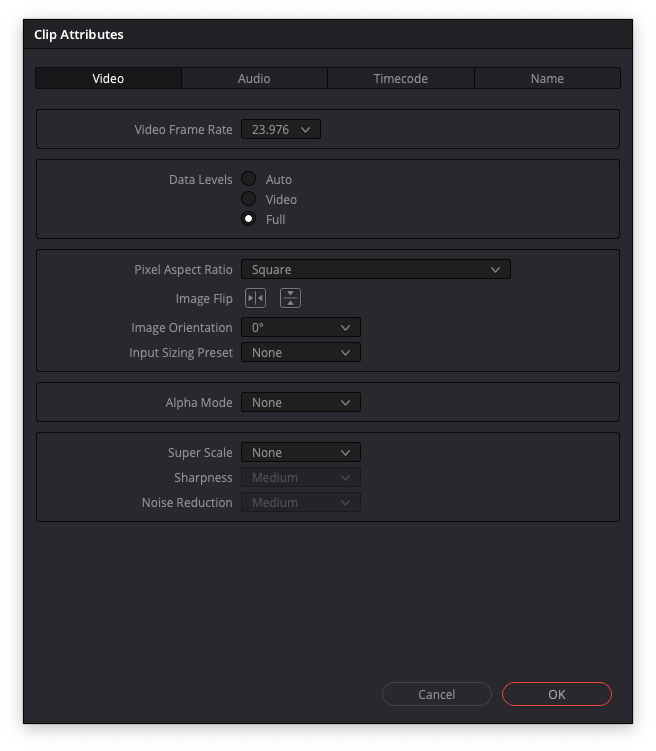 Clip Attributes
Video Audio Timecode Name
Video Frame Rate 23.976
Data Levels Auto
Video
Full
Pixel Aspect Ratio Square
Image Flip
Image Orientation 0°
Input Sizing Preset None
Alpha Mode None
Super Scale None
Sharpness Medium
Noise Reduction Medium
Cancel OK